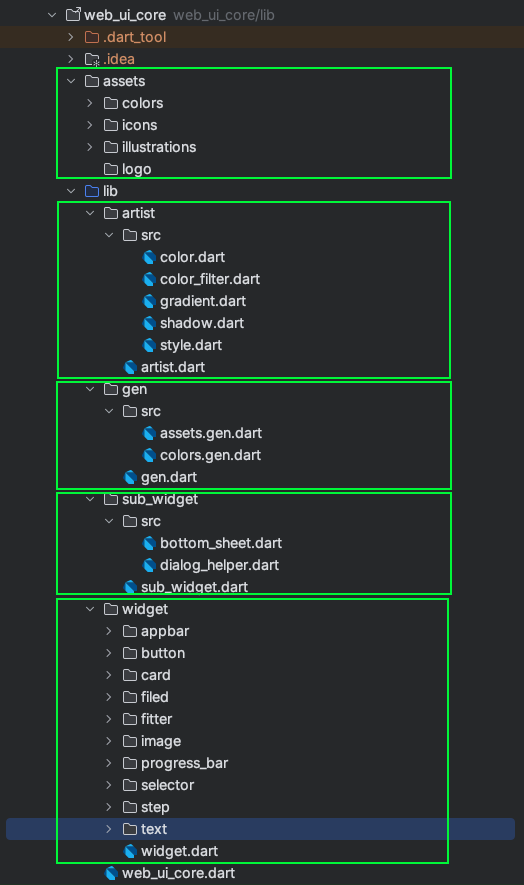 web_ui_core web_ui_core/lib
.dart_tool
.idea
assets
colors
icons
illustrations
logo
lib
artist
src
color.dart
color_filter.dart
gradient.dart
shadow.dart
style.dart
artist.dart
gen
src
assets.gen.dart
colors.gen.dart
gen.dart
sub_widget
src
bottom_sheet.dart
dialog_helper.dart
sub_widget.dart
widget
appbar
button
card
filed
fitter
image
progress_bar
selector
step
text
widget.dart
web_ui_core.dart